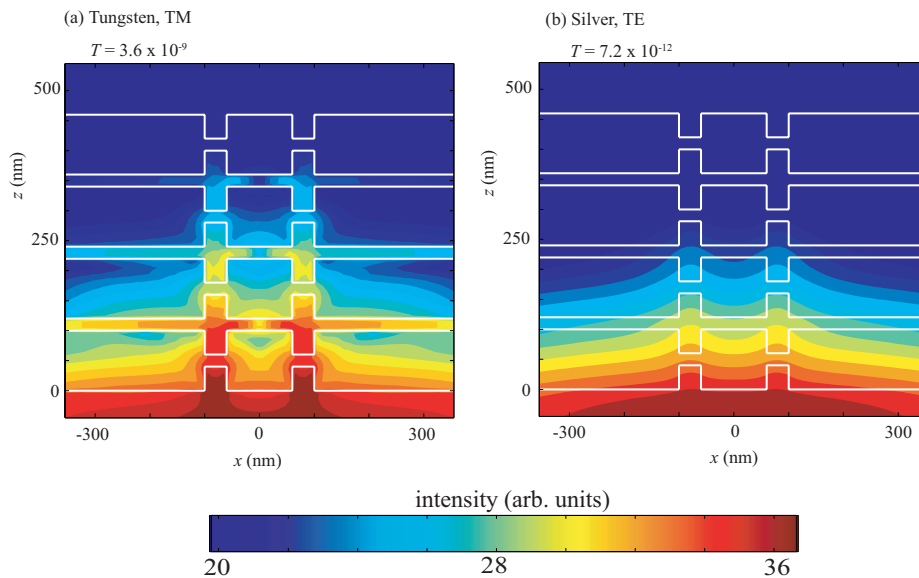 (a) Tungsten, TM
(b) Silver, TE
T = 3.6 x 10⁻⁹
T = 7.2 x 10⁻¹²
500
250
0
z (nm)
-300 0 300
x (nm)
500
250
0
z (nm)
-300 0 300
x (nm)
intensity (arb. units)
20 28 36